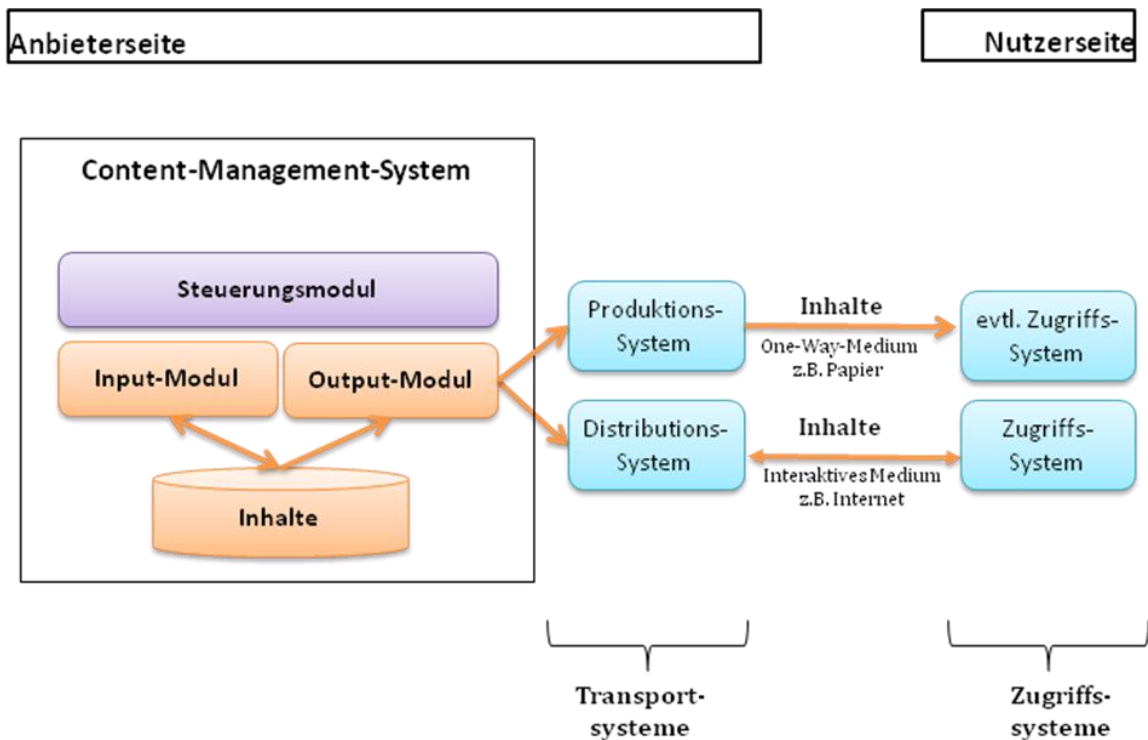 Anbieterseite
Nutzerseite
Content-Management-System
Steuerungsmodul
Input-Modul
Output-Modul
Inhalte
Produktions-
System
Distributions-
System
Inhalte
One-Way-Medium
z.B. Papier
Inhalte
Interaktives Medium
z.B. Internet
evtl. Zugriffs-
System
Zugriffs-
System
Transport-
systeme
Zugriffs-
systeme